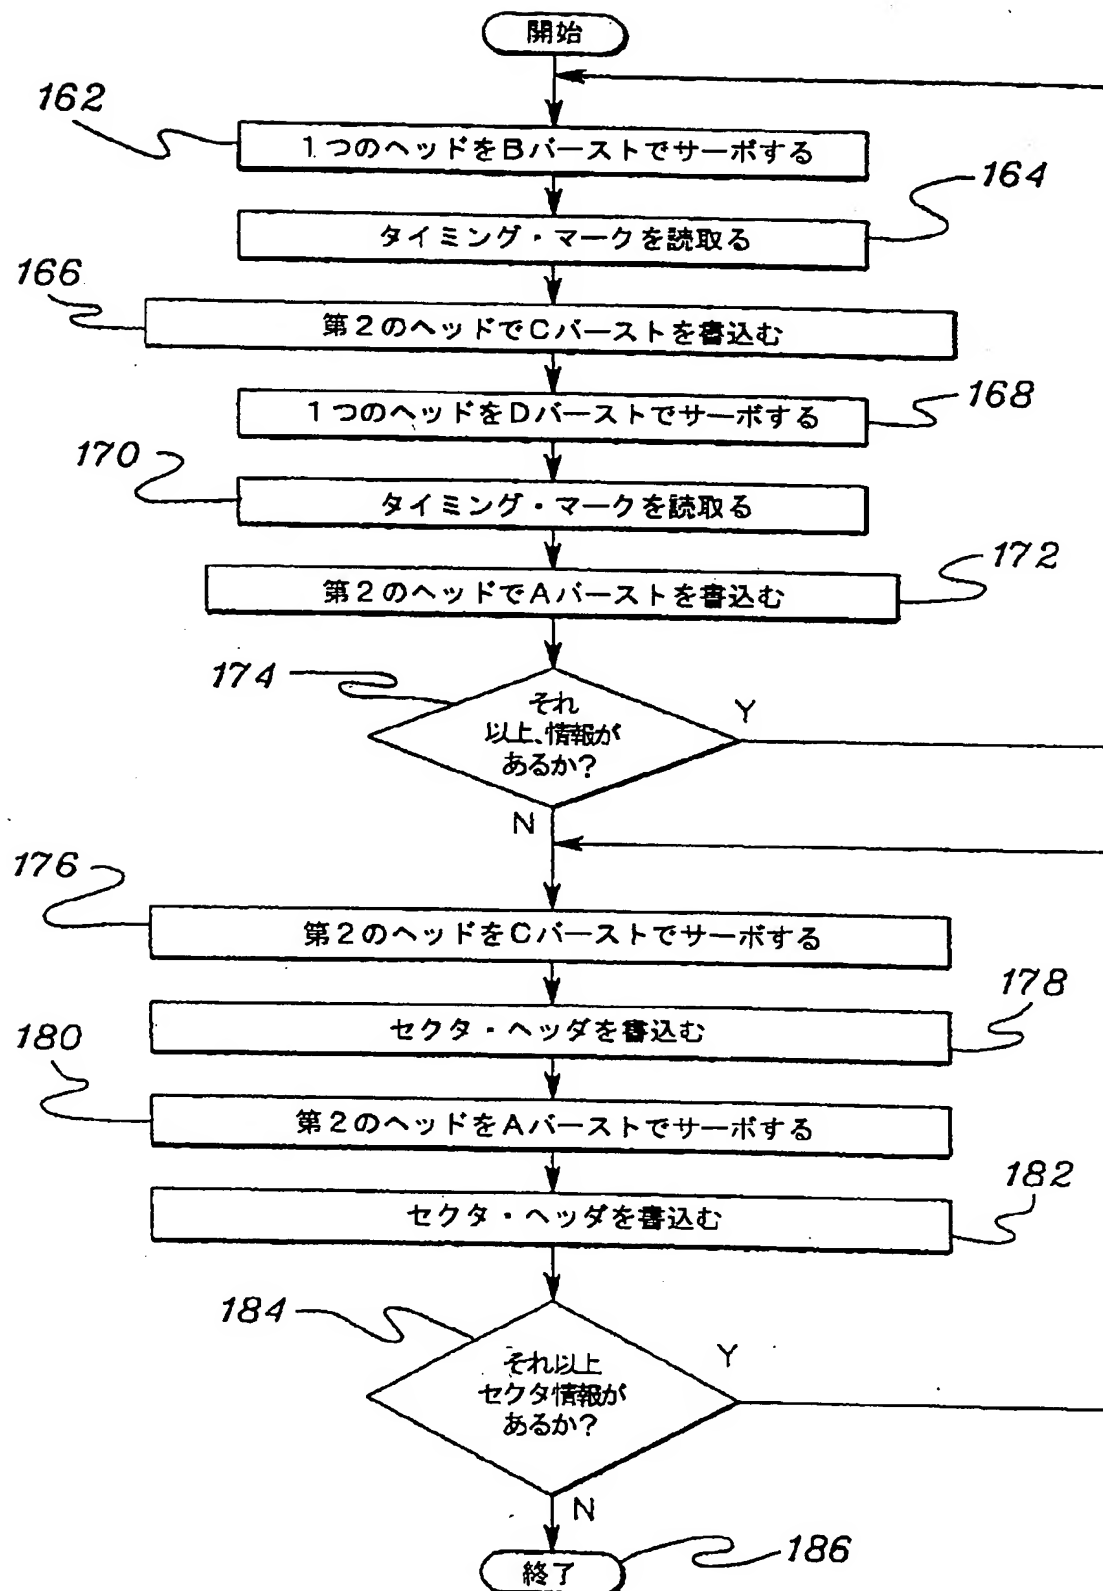 開始
162
1つのヘッドをBバーストでサーボする
164
タイミング・マークを読取る
166
第2のヘッドでCバーストを書込む
168
1つのヘッドをDバーストでサーボする
170
タイミング・マークを読取る
172
第2のヘッドでAバーストを書込む
174
それ
以上、情報が
あるか?
Y
N
176
第2のヘッドをCバーストでサーボする
178
セクタ・ヘッダを書込む
180
第2のヘッドをAバーストでサーボする
182
セクタ・ヘッダを書込む
184
それ以上
セクタ情報が
あるか?
Y
N
終了
186